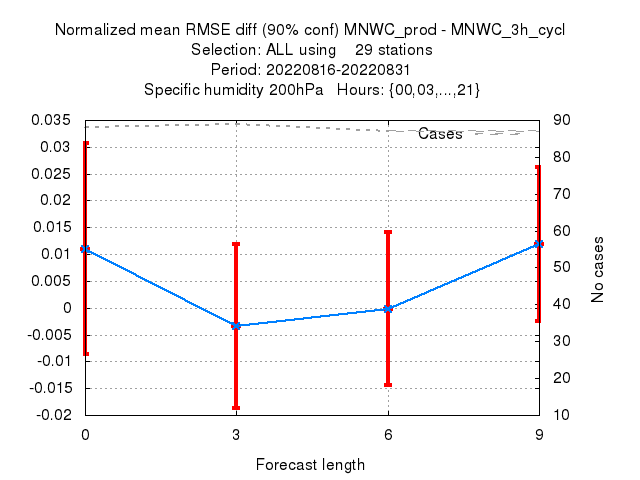 Normalized mean RMSE diff (90% conf) MNWC_prod - MNWC_3h_cycl
Selection: ALL using 29 stations
Period: 20220816-20220831
Specific humidity 200hPa Hours: {00,03,...,21}
0.035
0.03
0.025
0.02
0.015
0.01
0.005
0
-0.005
-0.01
-0.015
-0.02
Cases
90
80
70
60
50
40
30
20
10
No cases
0 3 6 9
Forecast length